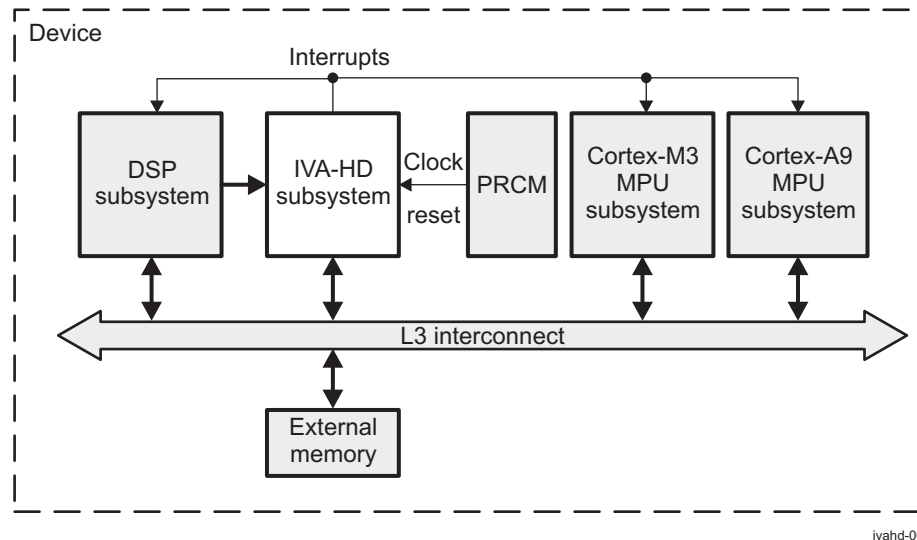 Device
Interrupts
DSP
subsystem
IVA-HD
subsystem
Clock
reset
PRCM
Cortex-M3
MPU
subsystem
Cortex-A9
MPU
subsystem
L3 interconnect
External
memory
ivahd-0